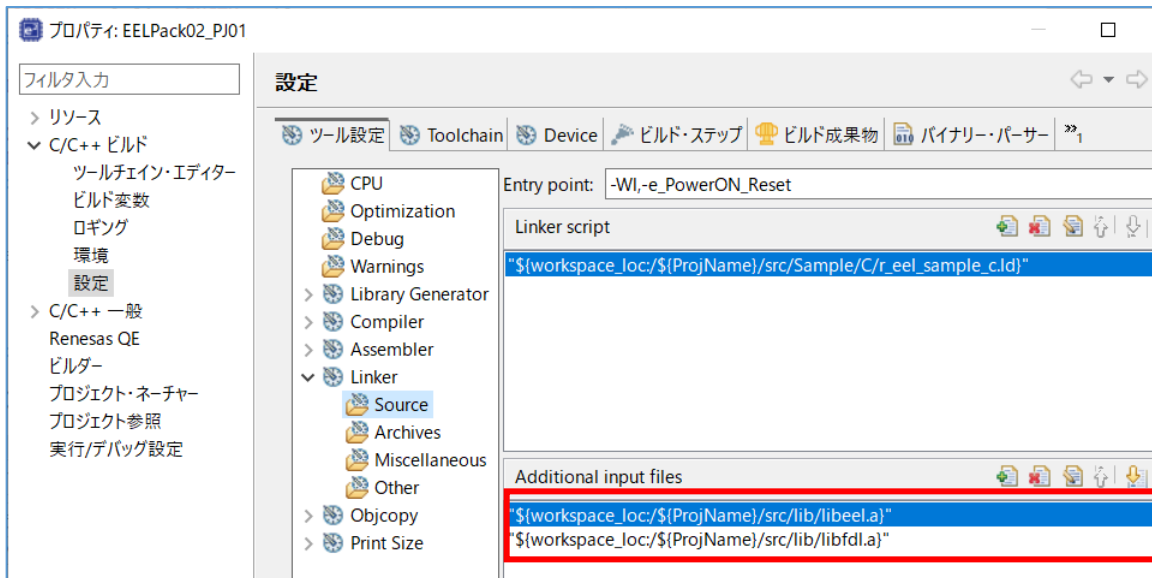 プロパティ: EELPack02_PJ01
フィルタ入力
リソース
C/C++ ビルド
ツールチェイン・エディター
ビルド変数
ロギング
環境
設定
C/C++ 一般
Renesas QE
ビルダー
プロジェクト・ネーチャー
プロジェクト参照
実行/デバッグ設定
設定
ツール設定 Toolchain Device ビルド・ステップ ビルド成果物 バイナリー・パーサー »1
CPU
Optimization
Debug
Warnings
Library Generator
Compiler
Assembler
Linker
Source
Archives
Miscellaneous
Other
Objcopy
Print Size
Entry point: -Wl,-e_PowerON_Reset
Linker script
"${workspace_loc:/${ProjName}/src/Sample/C/r_eel_sample_c.ld}"
Additional input files
"${workspace_loc:/${ProjName}/src/lib/libeel.a}"
"${workspace_loc:/${ProjName}/src/lib/libfdl.a}"